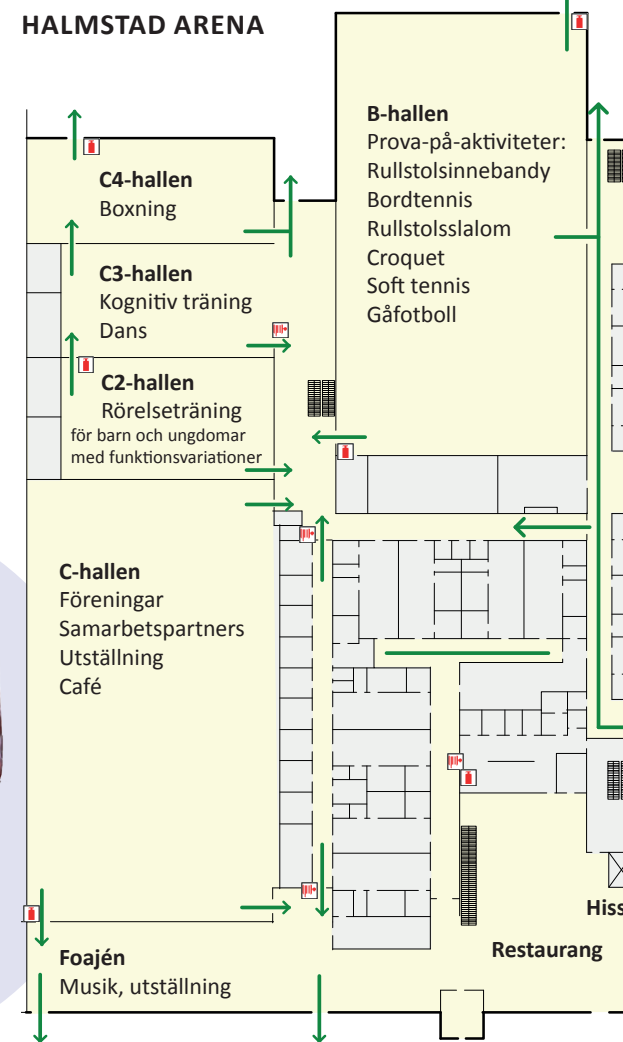 HALMSTAD ARENA
B-hallen
Prova-på-aktiviteter:
Rullstolsinnebandy
Bordtennis
Rullstolsslalom
Croquet
Soft tennis
Gåfotboll
C4-hallen
Boxning
C3-hallen
Kognitiv träning
Dans
C2-hallen
Rörelseträning
för barn och ungdomar
med funktionsvariationer
C-hallen
Föreningar
Samarbetspartners
Utställning
Café
Hiss
Restaurang
Foajén
Musik, utställning